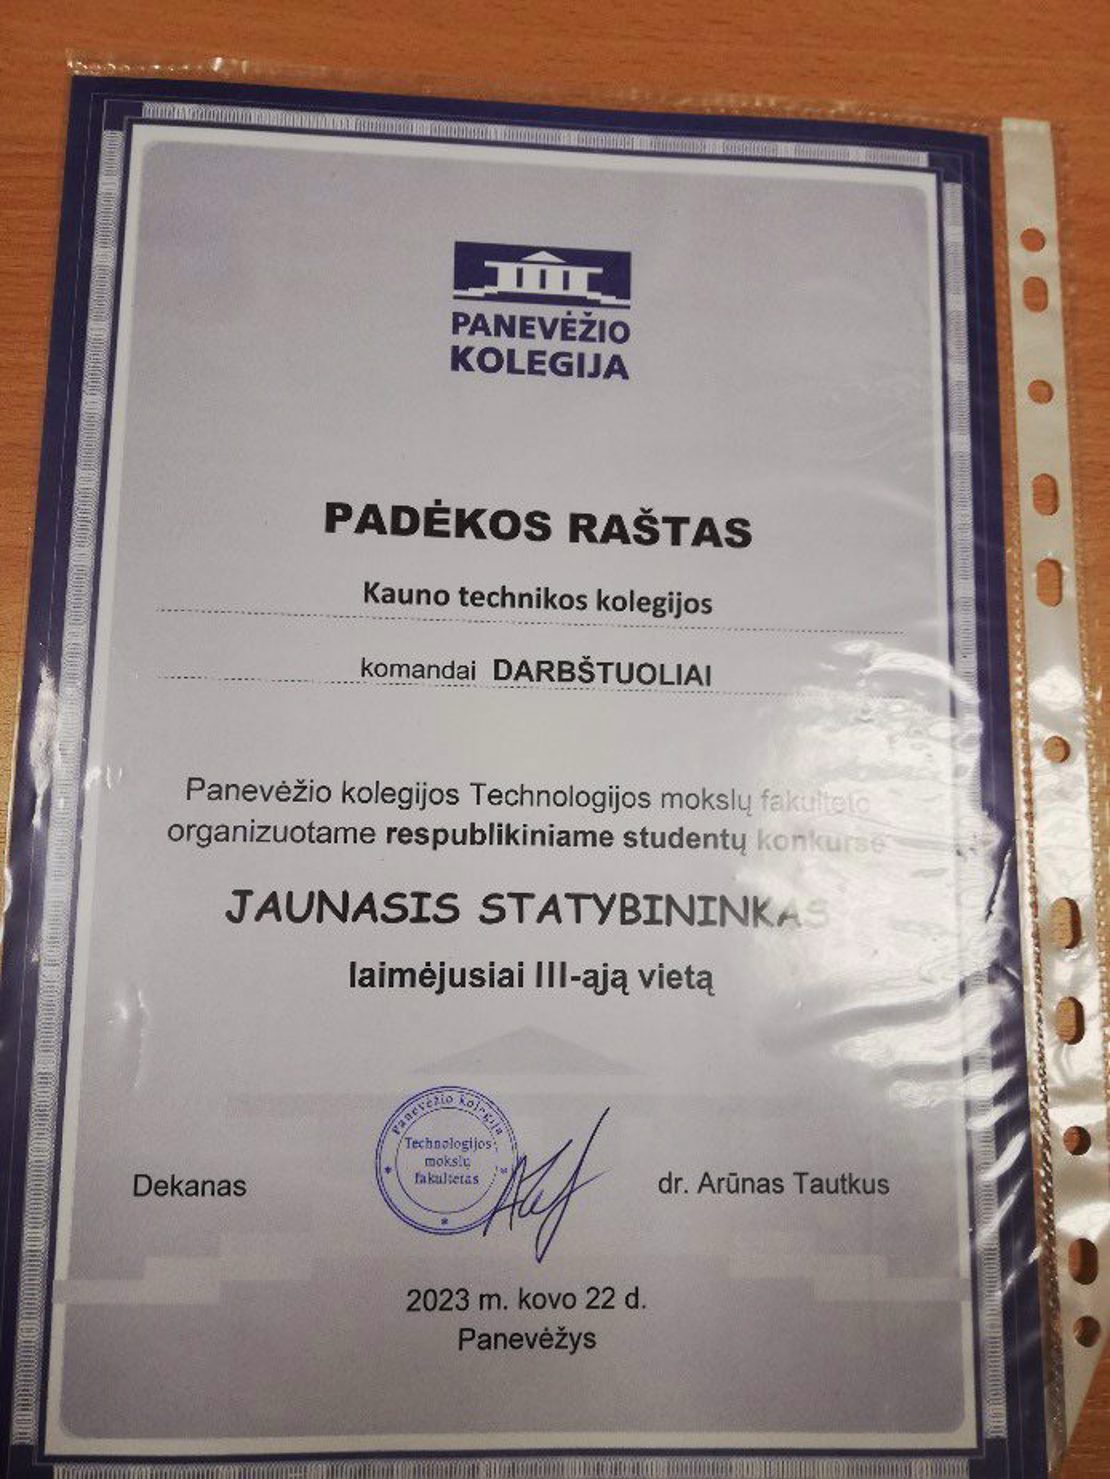 PANEVĖŽIO
KOLEGIJA
PADĖKOS RAŠTAS
Kauno technikos kolegijos
komandai DARBŠTUOLIAI
Panevėžio kolegijos Technologijos mokslų fakulteto
organizuotame respublikiniame studentų konkurse
JAUNASIS STATYBININKAS
laimėjusiai III-ąją vietą
Panevėžio kolegija
Technologijos
mokslų
fakultetas
Dekanas
dr. Arūnas Tautkus
2023 m. kovo 22 d.
Panevėžys